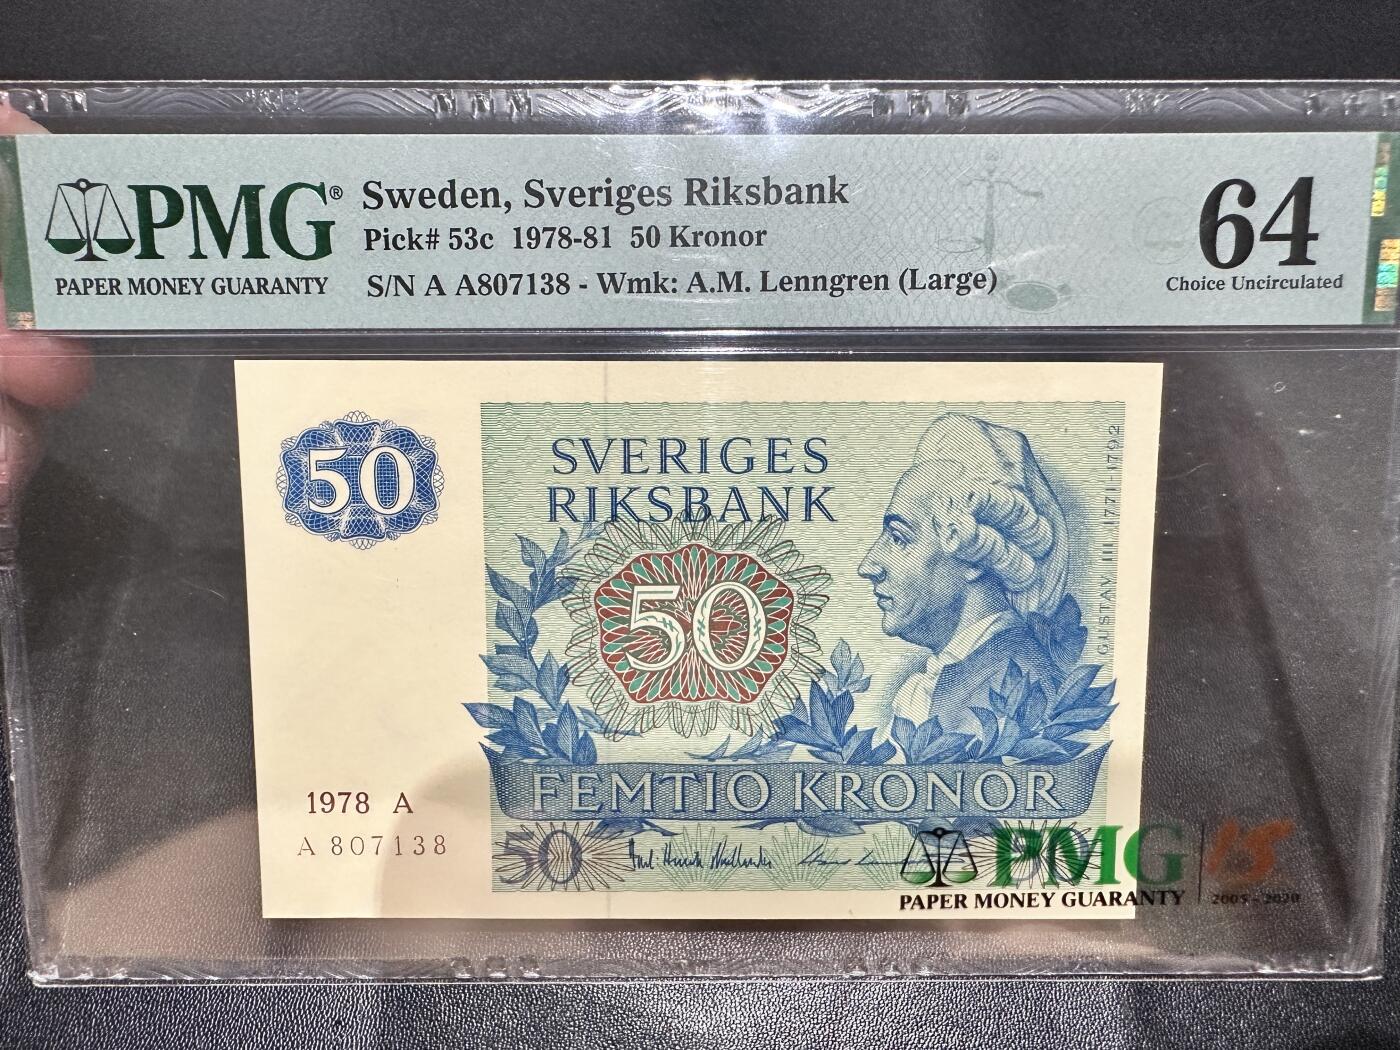 PMG®
PAPER MONEY GUARANTY
Sweden, Sveriges Riksbank
Pick# 53c 1978-81 50 Kronor
S/N A A807138 - Wmk: A.M. Lenngren (Large)
64
Choice Uncirculated
50
SVERIGES
RIKSBANK
50
GUSTAV III 1771-1792
FEMTIO KRONOR
1978 A
A 807138
50
50
PMG
PAPER MONEY GUARANTY
15
2005 - 2020